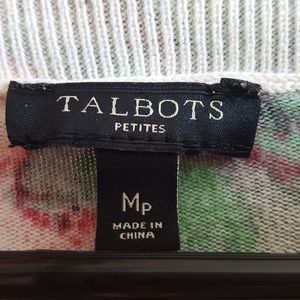 TALBOTS
PETITES
MP
MADE IN
CHINA